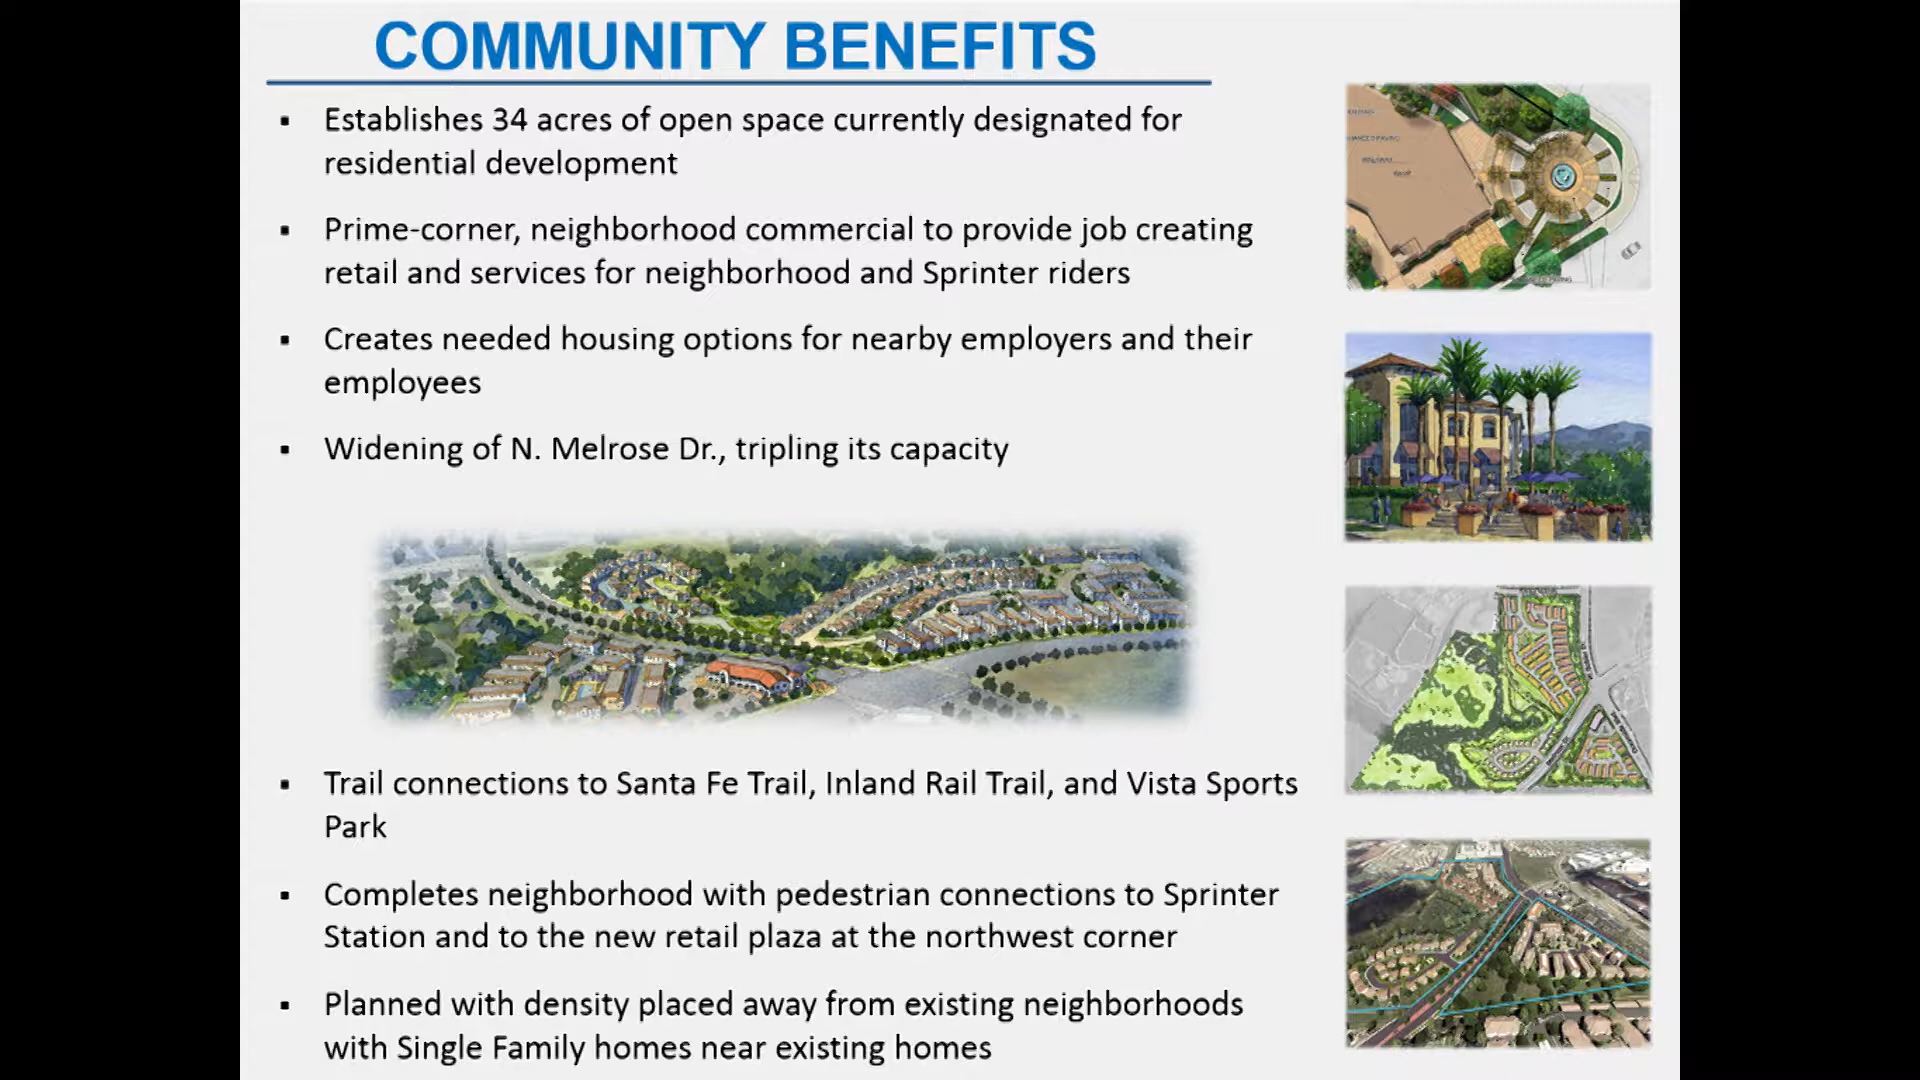 COMMUNITY BENEFITS
▪ Establishes 34 acres of open space currently designated for
residential development
▪ Prime-corner, neighborhood commercial to provide job creating
retail and services for neighborhood and Sprinter riders
▪ Creates needed housing options for nearby employers and their
employees
▪ Widening of N. Melrose Dr., tripling its capacity
▪ Trail connections to Santa Fe Trail, Inland Rail Trail, and Vista Sports
Park
▪ Completes neighborhood with pedestrian connections to Sprinter
Station and to the new retail plaza at the northwest corner
▪ Planned with density placed away from existing neighborhoods
with Single Family homes near existing homes